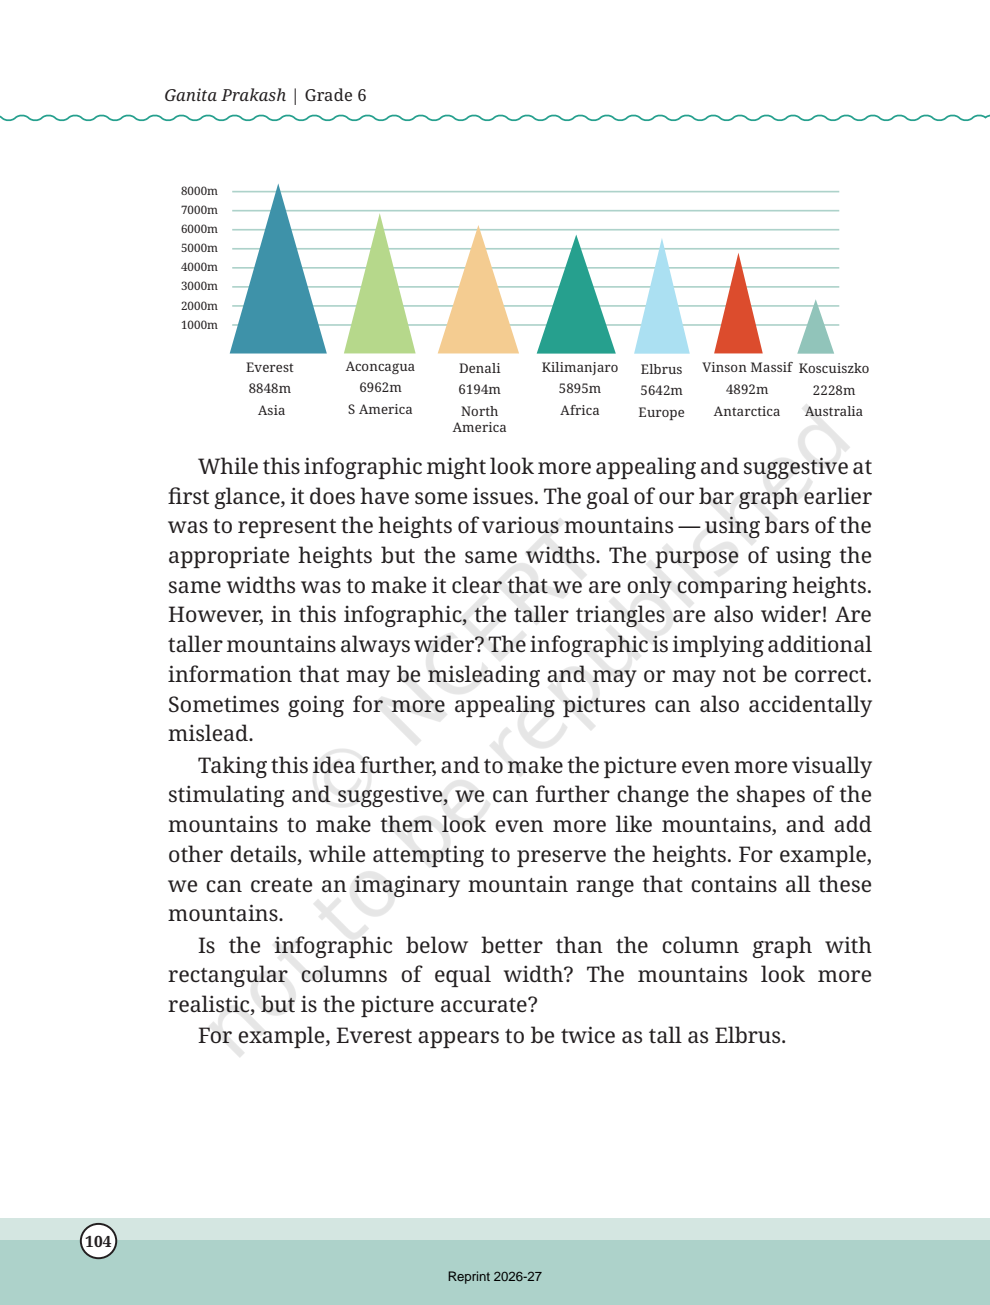 Ganita Prakash | Grade 6
8000m
7000m
6000m
5000m
4000m
3000m
2000m
1000m
Everest
8848m
Asia
Aconcagua
6962m
S America
Denali
6194m
North
America
Kilimanjaro
5895m
Africa
Elbrus
5642m
Europe
Vinson Massif
4892m
Antarctica
Koscuiszko
2228m
Australia
While this infographic might look more appealing and suggestive at
first glance, it does have some issues. The goal of our bar graph earlier
was to represent the heights of various mountains — using bars of the
appropriate heights but the same widths. The purpose of using the
same widths was to make it clear that we are only comparing heights.
However, in this infographic, the taller triangles are also wider! Are
taller mountains always wider? The infographic is implying additional
information that may be misleading and may or may not be correct.
Sometimes going for more appealing pictures can also accidentally
mislead.
Taking this idea further, and to make the picture even more visually
stimulating and suggestive, we can further change the shapes of the
mountains to make them look even more like mountains, and add
other details, while attempting to preserve the heights. For example,
we can create an imaginary mountain range that contains all these
mountains.
Is the infographic below better than the column graph with
rectangular columns of equal width? The mountains look more
realistic, but is the picture accurate?
For example, Everest appears to be twice as tall as Elbrus.
© NCERT
not to be republished
104
Reprint 2026-27